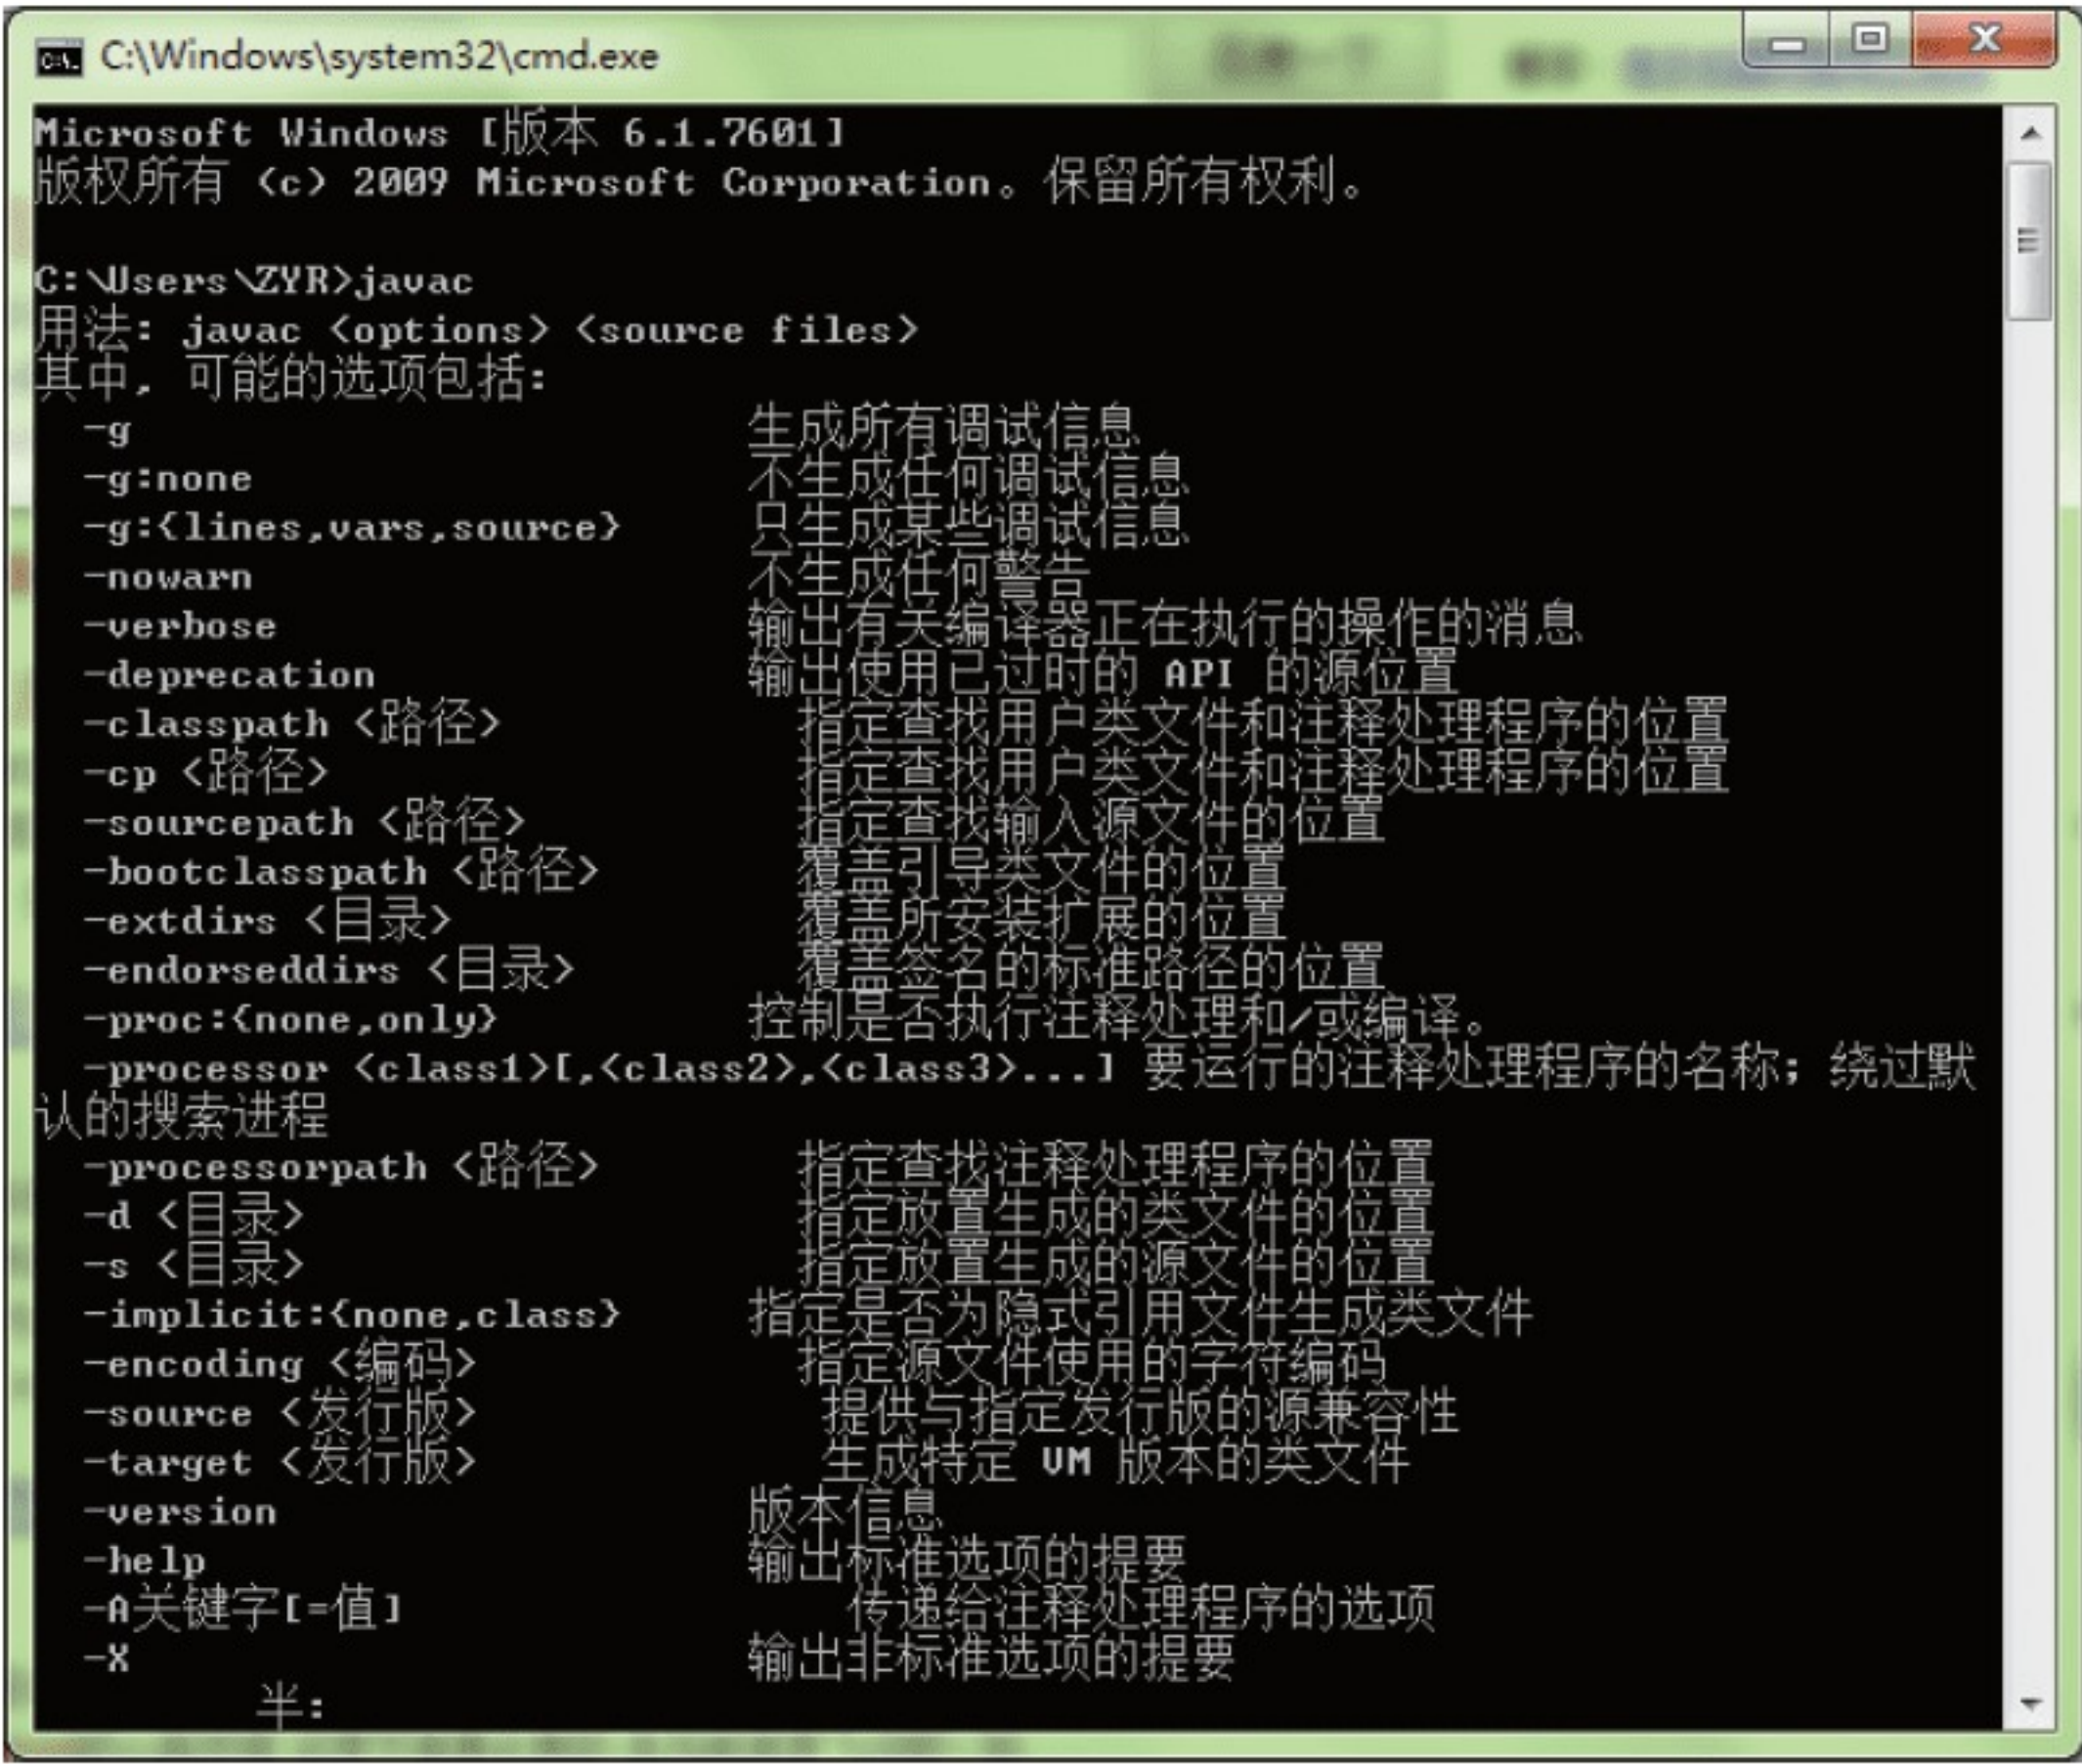 C:\Windows\system32\cmd.exe
Microsoft Windows [版本 6.1.7601]
版权所有 (c) 2009 Microsoft Corporation。保留所有权利。
C:\Users\ZYR>javac
用法: javac <options> <source files>
其中, 可能的选项包括:
-g 生成所有调试信息
-g:none 不生成任何调试信息
-g:{lines,vars,source} 只生成某些调试信息
-nowarn 不生成任何警告
-verbose 输出有关编译器正在执行的操作的消息
-deprecation 输出使用已过时的 API 的源位置
-classpath <路径> 指定查找用户类文件和注释处理程序的位置
-cp <路径> 指定查找用户类文件和注释处理程序的位置
-sourcepath <路径> 指定查找输入源文件的位置
-bootclasspath <路径> 覆盖引导类文件的位置
-extdirs <目录> 覆盖所安装扩展的位置
-endorseddirs <目录> 覆盖签名的标准路径的位置
-proc:{none,only} 控制是否执行注释处理和/或编译。
-processor <class1>[,<class2>,<class3>...] 要运行的注释处理程序的名称; 绕过默
认的搜索进程
-processorpath <路径> 指定查找注释处理程序的位置
-d <目录> 指定放置生成的类文件的位置
-s <目录> 指定放置生成的源文件的位置
-implicit:{none,class} 指定是否为隐式引用文件生成类文件
-encoding <编码> 指定源文件使用的字符编码
-source <发行版> 提供与指定发行版的源兼容性
-target <发行版> 生成特定 VM 版本的类文件
-version 版本信息
-help 输出标准选项的提要
-A关键字[=值] 传递给注释处理程序的选项
-X 输出非标准选项的提要
半: